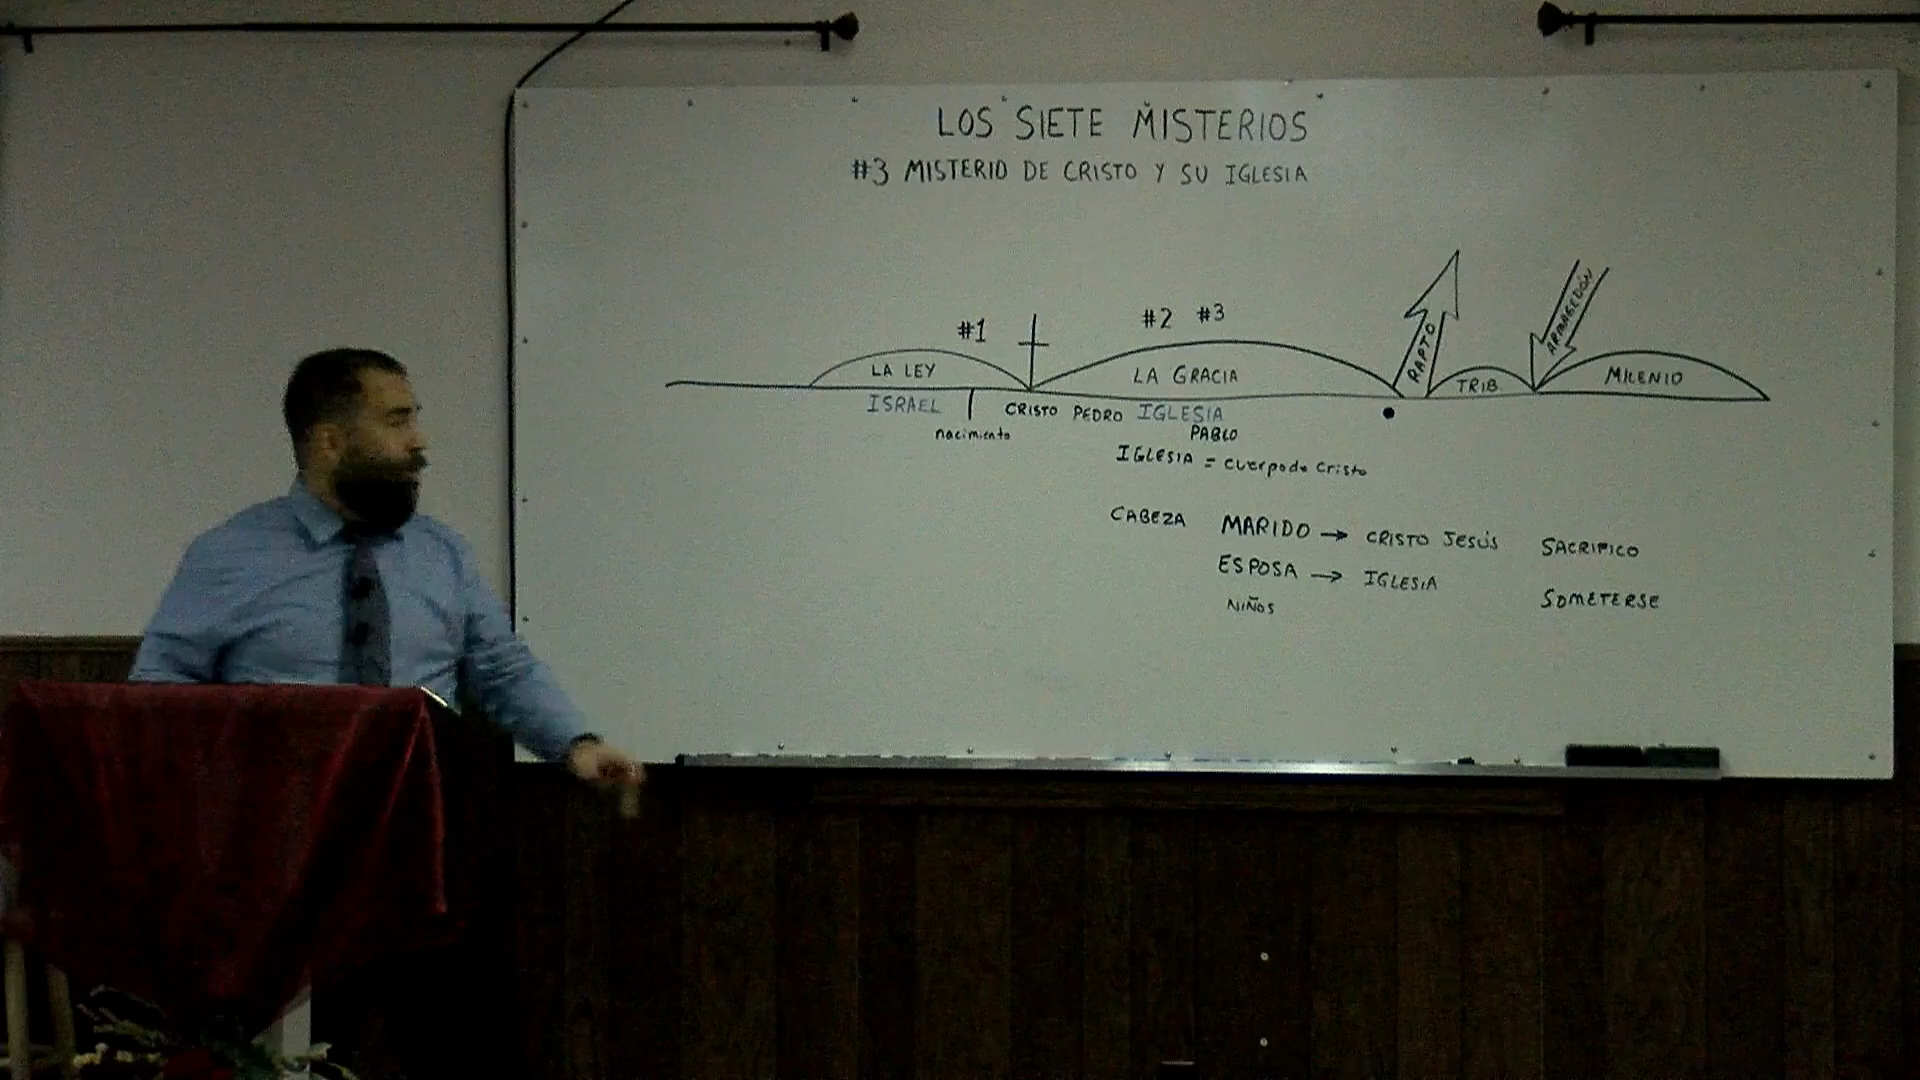 LOS SIETE MISTERIOS
#3 MISTERIO DE CRISTO Y SU IGLESIA
#1 #2 #3
LA LEY LA GRACIA RAPTO TRIB. ARMAGEDÓN MILENIO
ISRAEL CRISTO PEDRO IGLESIA
nacimiento PABLO
IGLESIA = cuerpo de Cristo
CABEZA MARIDO → CRISTO JESÚS SACRIFICO
ESPOSA → IGLESIA SOMETERSE
NIÑOS